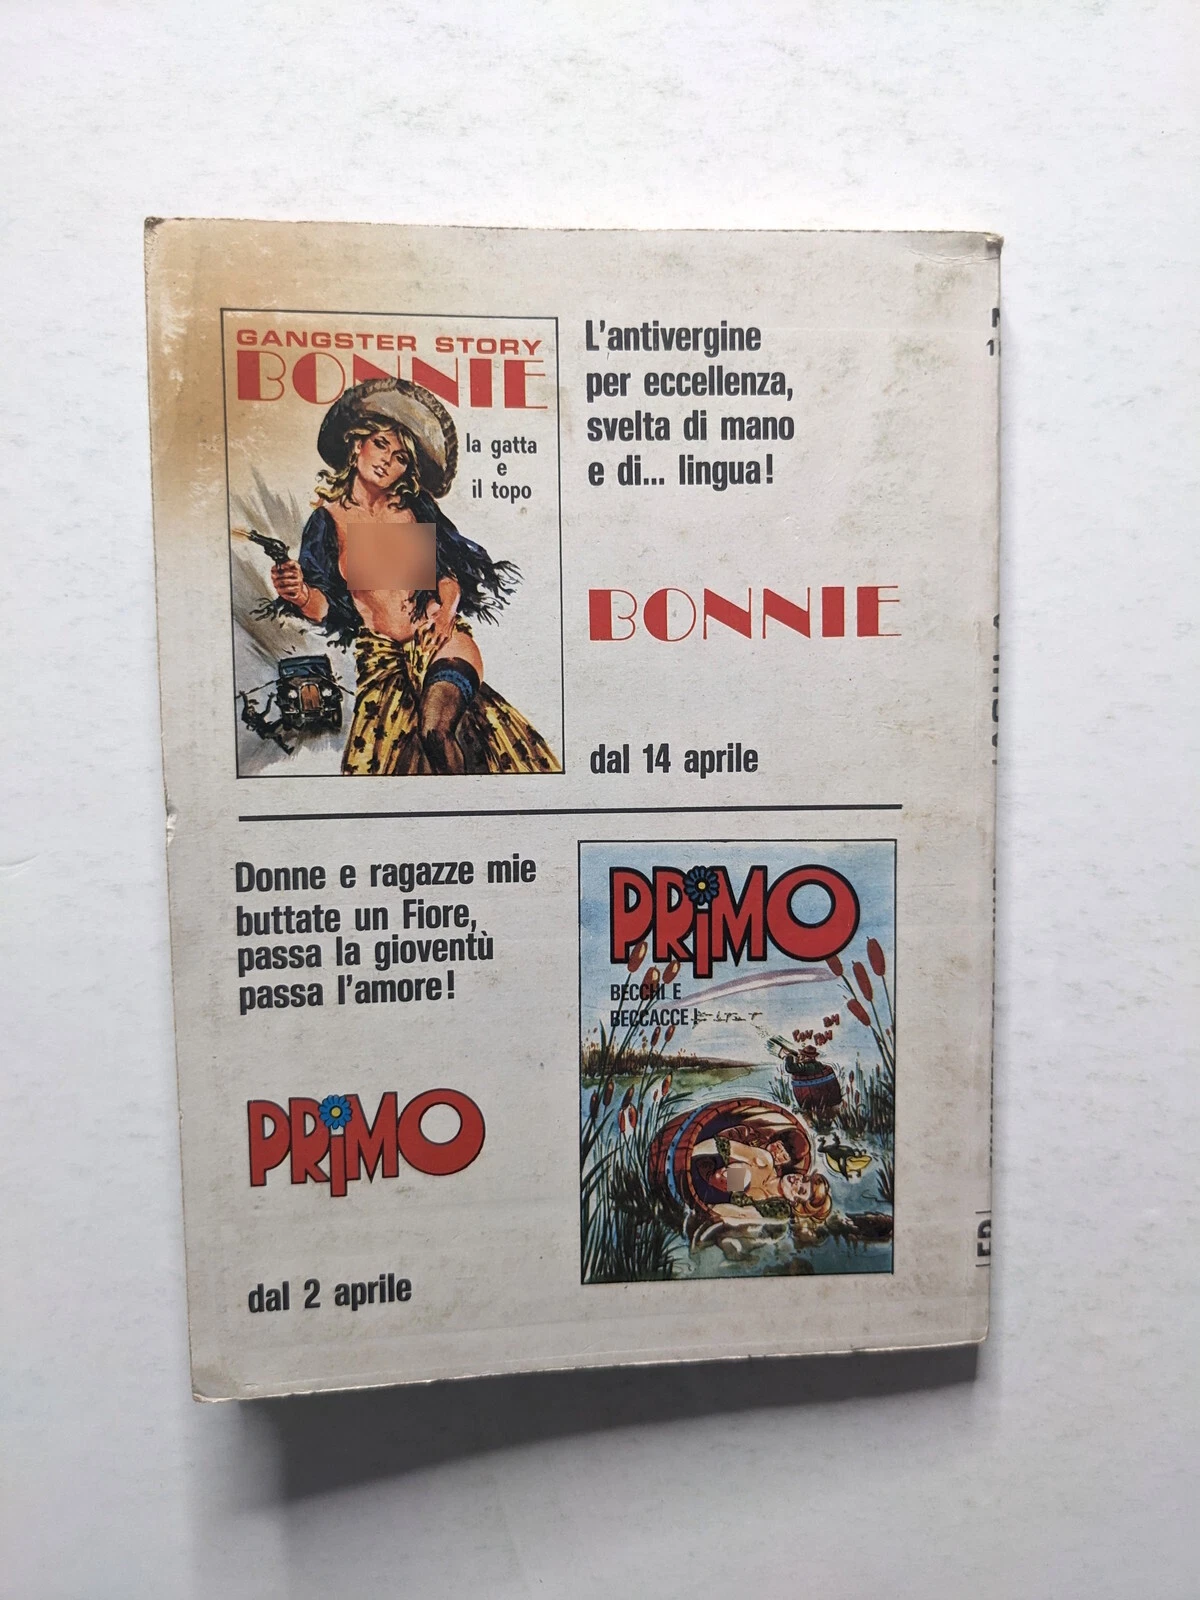 GANGSTER STORY
BONNIE
la gatta
e
il topo
L'antivergine
per eccellenza,
svelta di mano
e di... lingua!
BONNIE
dal 14 aprile
Donne e ragazze mie
buttate un Fiore,
passa la gioventù
passa l'amore!
PRiMO
dal 2 aprile
PRiMO
BECCHI E
BECCACCE